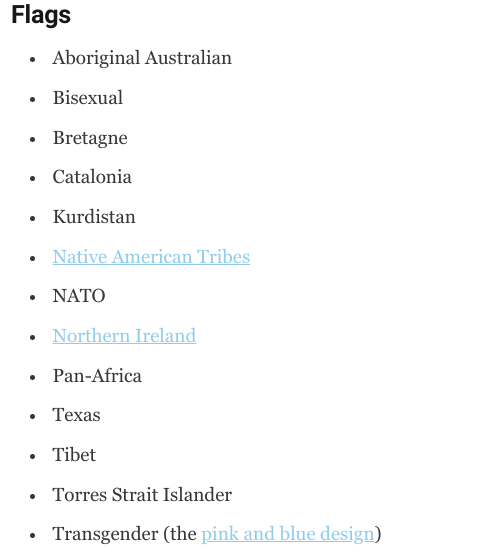 Flags
• Aboriginal Australian
• Bisexual
• Bretagne
• Catalonia
• Kurdistan
• Native American Tribes
• NATO
• Northern Ireland
• Pan-Africa
• Texas
• Tibet
• Torres Strait Islander
• Transgender (the pink and blue design)